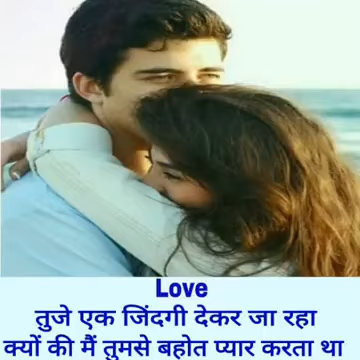 Love
तुजे एक जिंदगी देकर जा रहा
क्यों की मैं तुमसे बहोत प्यार करता था